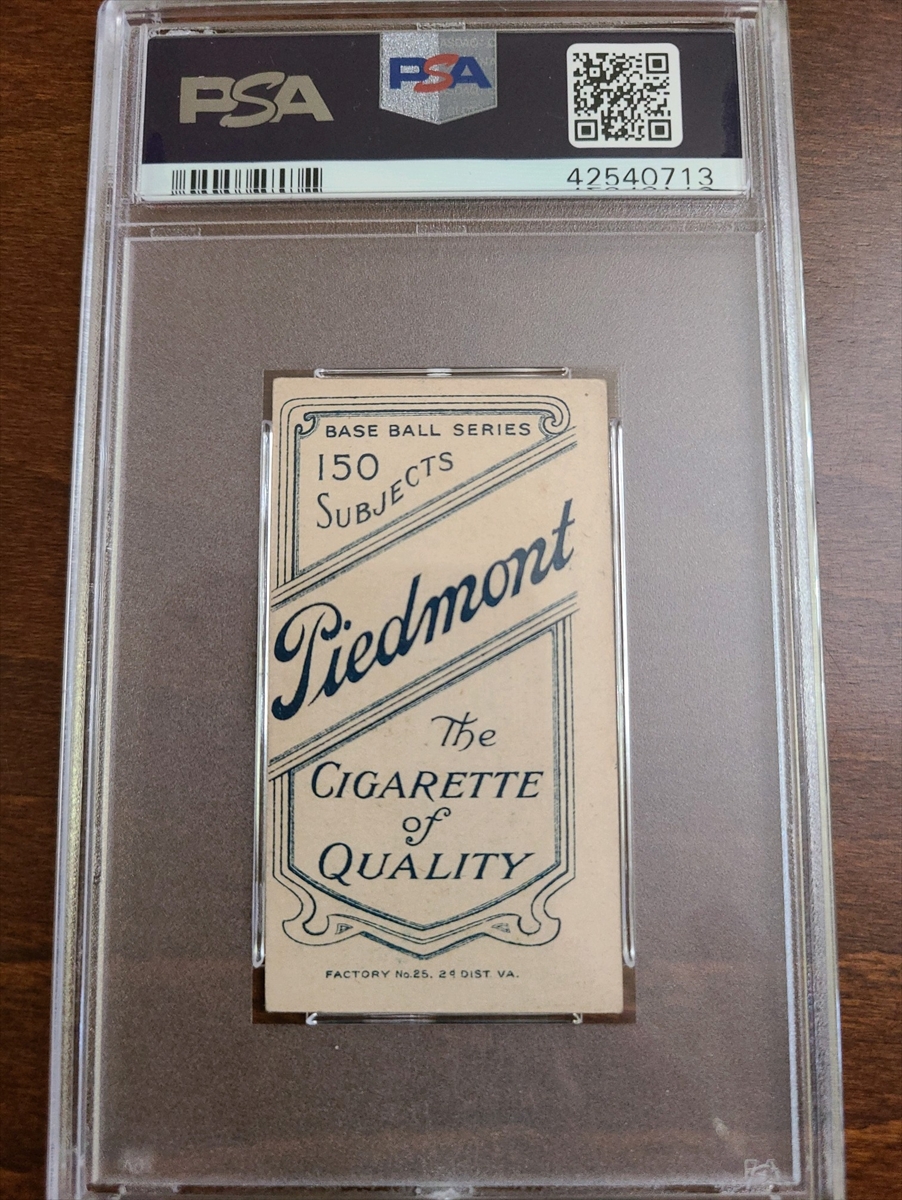 PSA
PSA
42540713
BASE BALL SERIES
150
SUBJECTS
Piedmont
The
CIGARETTE
of
QUALITY
FACTORY No. 25. 2d DIST. VA.